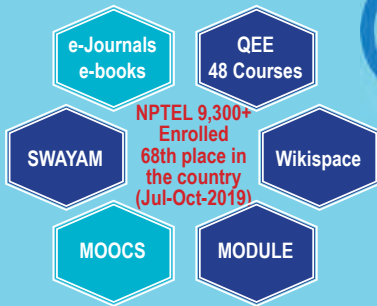 e-Journals
e-books
QEE
48 Courses
NPTEL 9,300+
Enrolled
68th place in
the country
(Jul-Oct-2019)
SWAYAM
Wikispace
MOOCS
MODULE